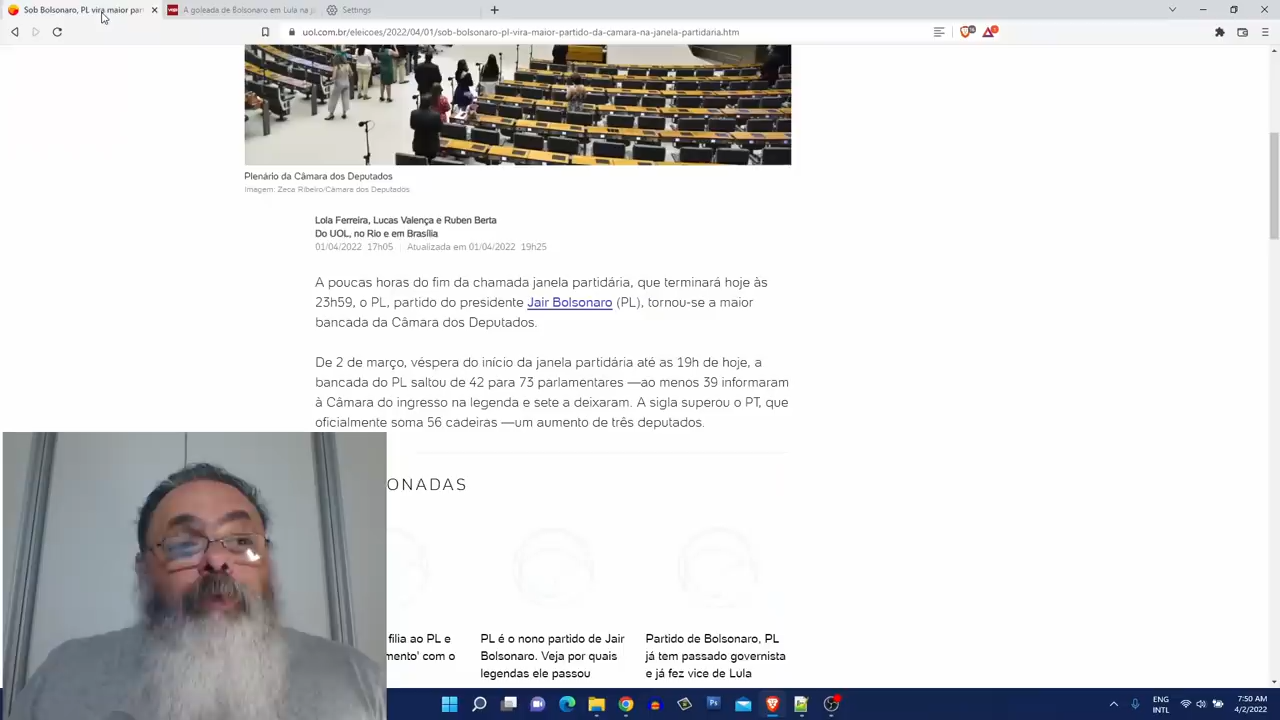 Sob Bolsonaro, PL vira maior par
A goleada de Bolsonaro em Lula na j
Settings
uol.com.br/eleicoes/2022/04/01/sob-bolsonaro-pl-vira-maior-partido-da-camara-na-janela-partidaria.htm
Plenário da Câmara dos Deputados
Imagem: Zeca Ribeiro/Câmara dos Deputados
Lola Ferreira, Lucas Valença e Ruben Berta
Do UOL, no Rio e em Brasília
01/04/2022 17h05 | Atualizada em 01/04/2022 19h25
A poucas horas do fim da chamada janela partidária, que terminará hoje às
23h59, o PL, partido do presidente Jair Bolsonaro (PL), tornou-se a maior
bancada da Câmara dos Deputados.
De 2 de março, véspera do início da janela partidária até as 19h de hoje, a
bancada do PL saltou de 42 para 73 parlamentares —ao menos 39 informaram
à Câmara do ingresso na legenda e sete a deixaram. A sigla superou o PT, que
oficialmente soma 56 cadeiras —um aumento de três deputados.
ONADAS
filia ao PL e
mento' com o
PL é o nono partido de Jair
Bolsonaro. Veja por quais
legendas ele passou
Partido de Bolsonaro, PL
já tem passado governista
e já fez vice de Lula
ENG
INTL
7:50 AM
4/2/2022